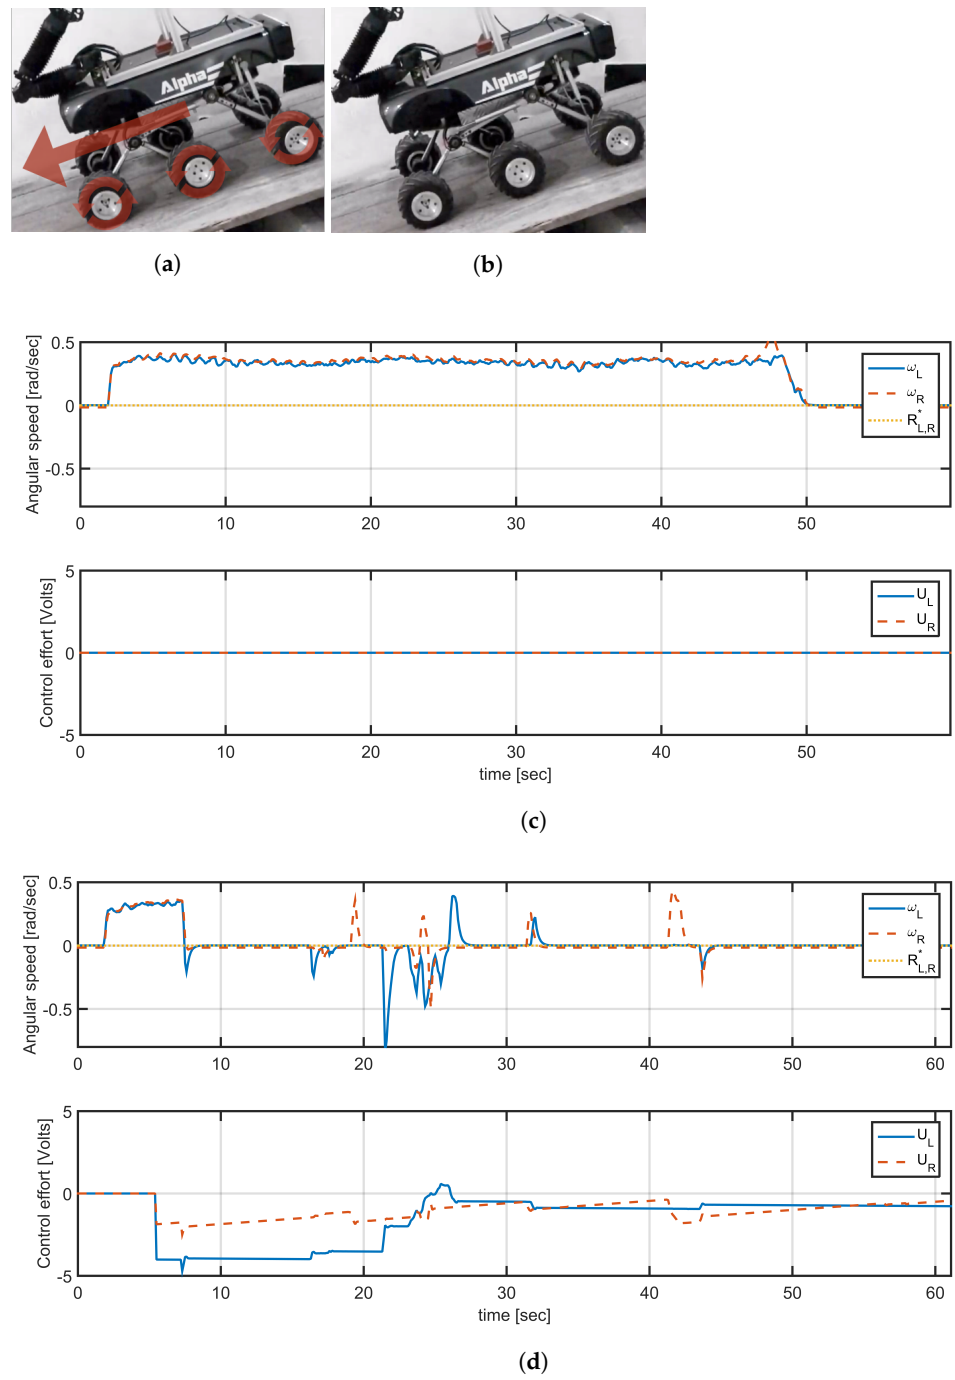 Alpha
Alpha
(a)
(b)
0.5
0
-0.5
Angular speed [rad/sec]
ωL
ωR
R*L,R
0 10 20 30 40 50
5
0
-5
Control effort [Volts]
UL
UR
0 10 20 30 40 50
time [sec]
(c)
0.5
0
-0.5
Angular speed [rad/sec]
ωL
ωR
R*L,R
0 10 20 30 40 50 60
5
0
-5
Control effort [Volts]
UL
UR
0 10 20 30 40 50 60
time [sec]
(d)